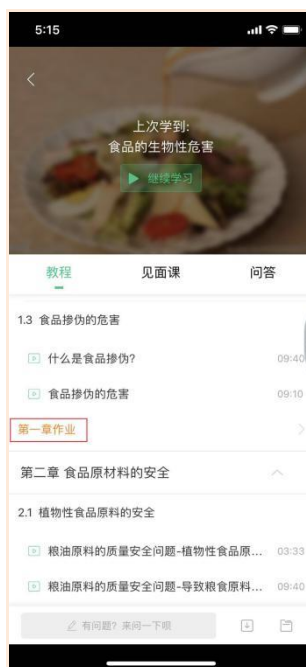 5:15
上次学到:
食品的生物性危害
继续学习
教程 见面课 问答
1.3 食品掺伪的危害
什么是食品掺伪? 09:40
食品掺伪的危害 09:10
第一章作业
第二章 食品原材料的安全
2.1 植物性食品原料的安全
粮油原料的质量安全问题-植物性食品原... 03:33
粮油原料的质量安全问题-导致粮食原料... 09:40
有问题? 来问一下呗